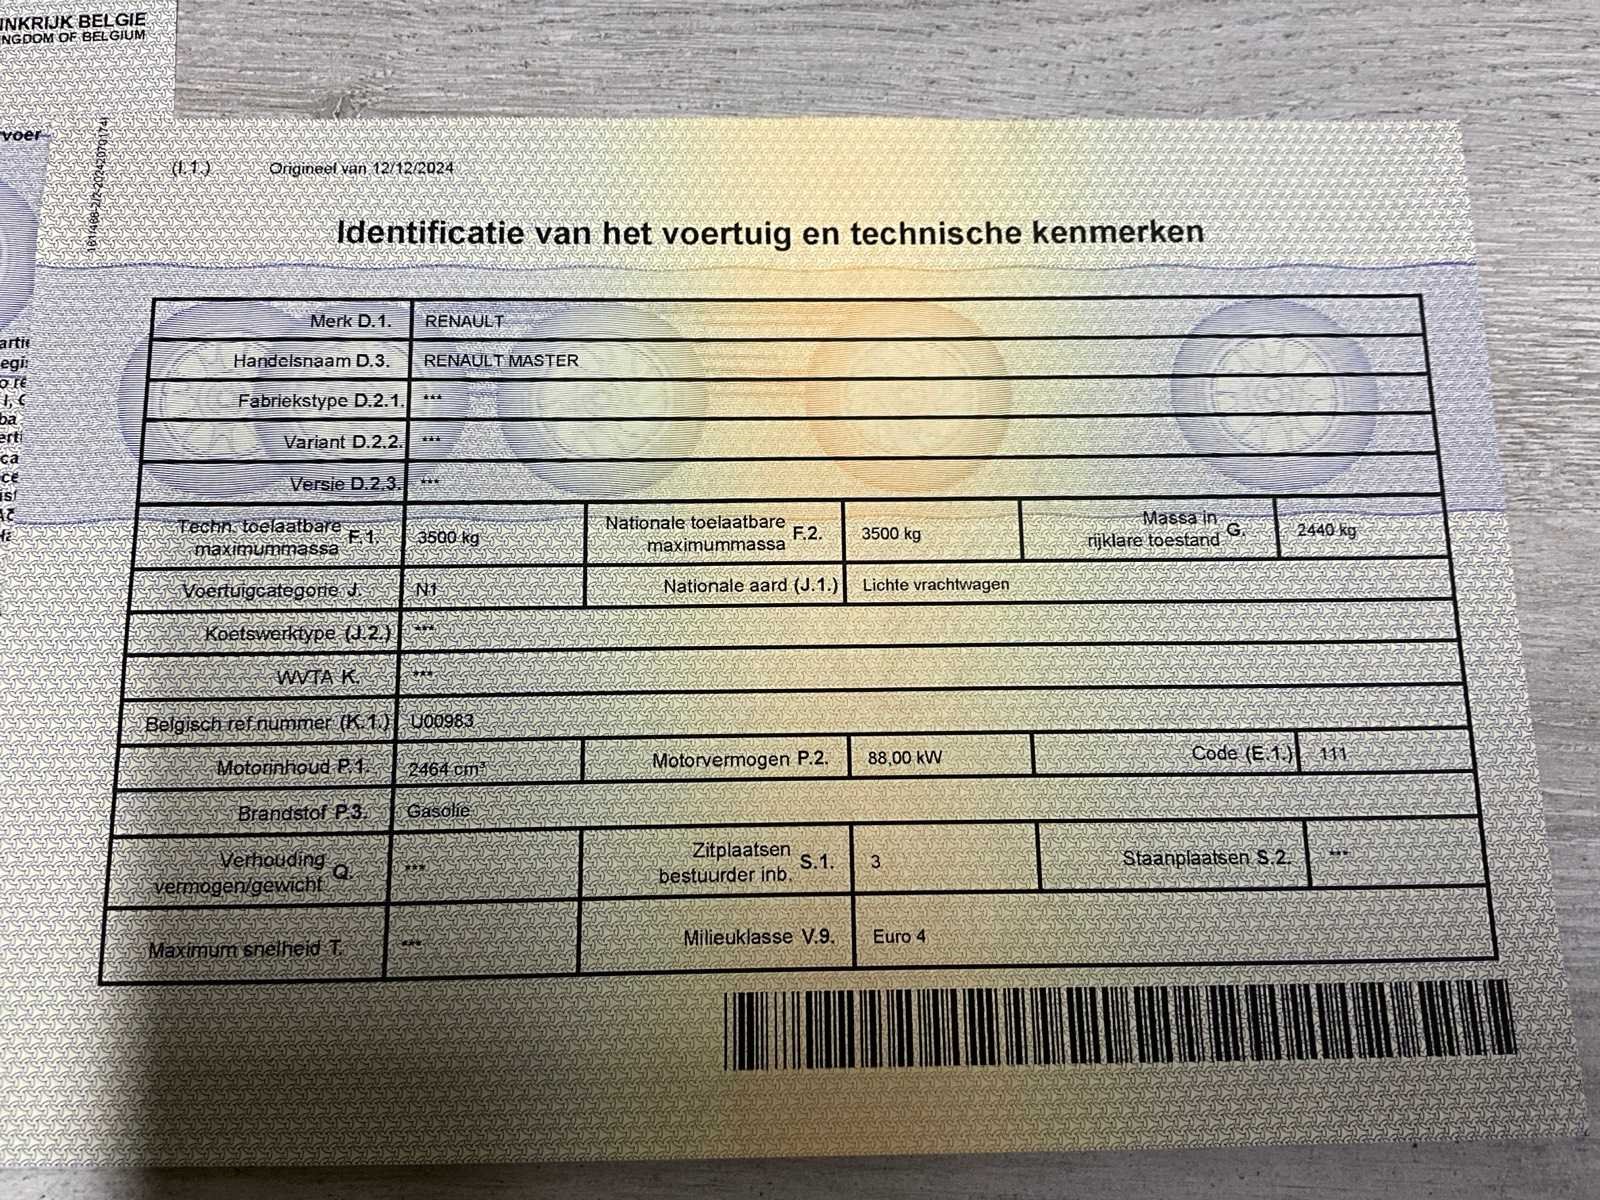 INKRIJK BELGIE
NGDOM OF BELGIUM
rvoer
(I.1.) Origineel van 12/12/2024
Identificatie van het voertuig en technische kenmerken
Merk D.1. RENAULT
Handelsnaam D.3. RENAULT MASTER
Fabriekstype D.2.1. ***
Variant D.2.2. ***
Versie D.2.3. ***
Techn. toelaatbare maximummassa F.1. 3500 kg Nationale toelaatbare maximummassa F.2. 3500 kg Massa in rijklare toestand G. 2440 kg
Voertuigcategorie J. N1 Nationale aard (J.1.) Lichte vrachtwagen
Koetswerktype (J.2.) ***
WVTA K. ***
Belgisch ref.nummer (K.1.) U00983
Motorinhoud P.1. 2464 cm³ Motorvermogen P.2. 88,00 kW Code (E.1.) 111
Brandstof P.3. Gasolie
Verhouding vermogen/gewicht Q. *** Zitplaatsen bestuurder inb. S.1. 3 Staanplaatsen S.2. ***
Maximum snelheid T. *** Milieuklasse V.9. Euro 4